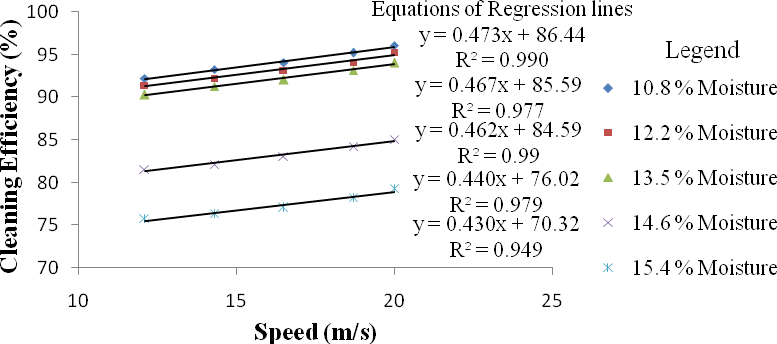 Equations of Regression lines
y = 0.473x + 86.44
R² = 0.990
y = 0.467x + 85.59
R² = 0.977
y = 0.462x + 84.59
R² = 0.99
y = 0.440x + 76.02
R² = 0.979
y = 0.430x + 70.32
R² = 0.949
Legend
10.8 % Moisture
12.2 % Moisture
13.5 % Moisture
14.6 % Moisture
15.4 % Moisture
Cleaning Efficiency (%)
100
95
90
85
80
75
70
10
15
20
25
Speed (m/s)